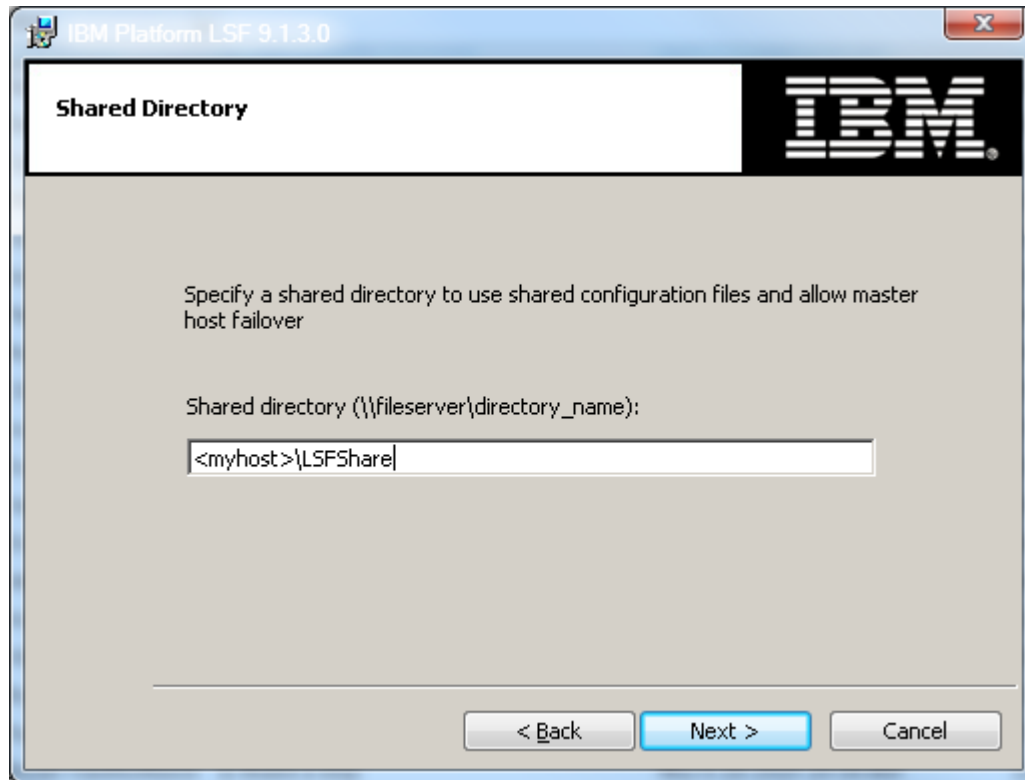 IBM Platform LSF 9.1.3.0
Shared Directory
IBM®
Specify a shared directory to use shared configuration files and allow master
host failover
Shared directory (\\fileserver\directory_name):
<myhost>\LSFShare
< Back
Next >
Cancel